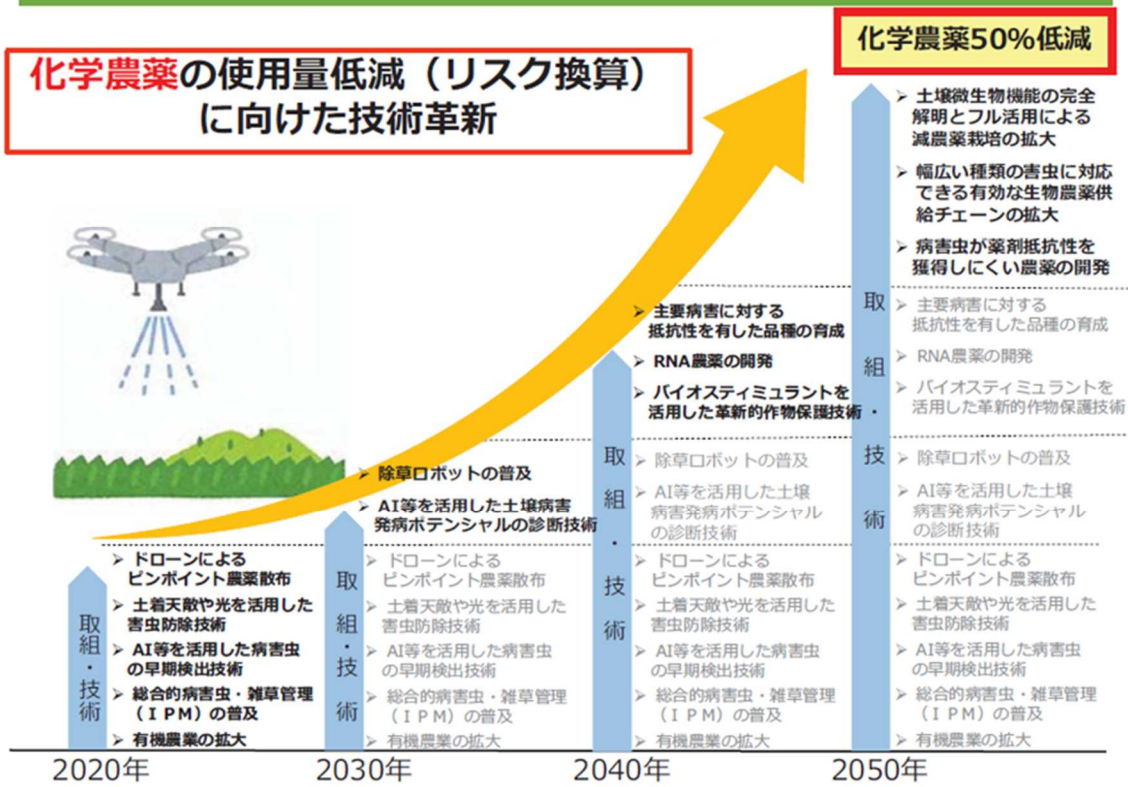 化学農薬50%低減
化学農薬の使用量低減（リスク換算）
に向けた技術革新
➢ 土壌微生物機能の完全
解明とフル活用による
減農薬栽培の拡大
➢ 幅広い種類の害虫に対応
できる有効な生物農薬供
給チェーンの拡大
➢ 病害虫が薬剤抵抗性を
獲得しにくい農薬の開発
➢ 主要病害に対する
抵抗性を有した品種の育成
➢ RNA農薬の開発
➢ バイオスティミュラントを
活用した革新的作物保護技術
➢ 除草ロボットの普及
➢ AI等を活用した土壌
病害発病ポテンシャル
の診断技術
➢ ドローンによる
ピンポイント農薬散布
➢ 土着天敵や光を活用した
害虫防除技術
➢ AI等を活用した病害虫
の早期検出技術
➢ 総合的病害虫・雑草管理
（ＩＰＭ）の普及
➢ 有機農業の拡大
取組・技術
2050年
➢ 主要病害に対する
抵抗性を有した品種の育成
➢ RNA農薬の開発
➢ バイオスティミュラントを
活用した革新的作物保護技術
➢ 除草ロボットの普及
➢ AI等を活用した土壌
病害発病ポテンシャル
の診断技術
➢ ドローンによる
ピンポイント農薬散布
➢ 土着天敵や光を活用した
害虫防除技術
➢ AI等を活用した病害虫
の早期検出技術
➢ 総合的病害虫・雑草管理
（ＩＰＭ）の普及
➢ 有機農業の拡大
取組・技術
2040年
➢ 除草ロボットの普及
➢ AI等を活用した土壌病害
発病ポテンシャルの診断技術
➢ ドローンによる
ピンポイント農薬散布
➢ 土着天敵や光を活用した
害虫防除技術
➢ AI等を活用した病害虫
の早期検出技術
➢ 総合的病害虫・雑草管理
（ＩＰＭ）の普及
➢ 有機農業の拡大
取組・技術
2030年
➢ ドローンによる
ピンポイント農薬散布
➢ 土着天敵や光を活用した
害虫防除技術
➢ AI等を活用した病害虫
の早期検出技術
➢ 総合的病害虫・雑草管理
（ＩＰＭ）の普及
➢ 有機農業の拡大
取組・技術
2020年